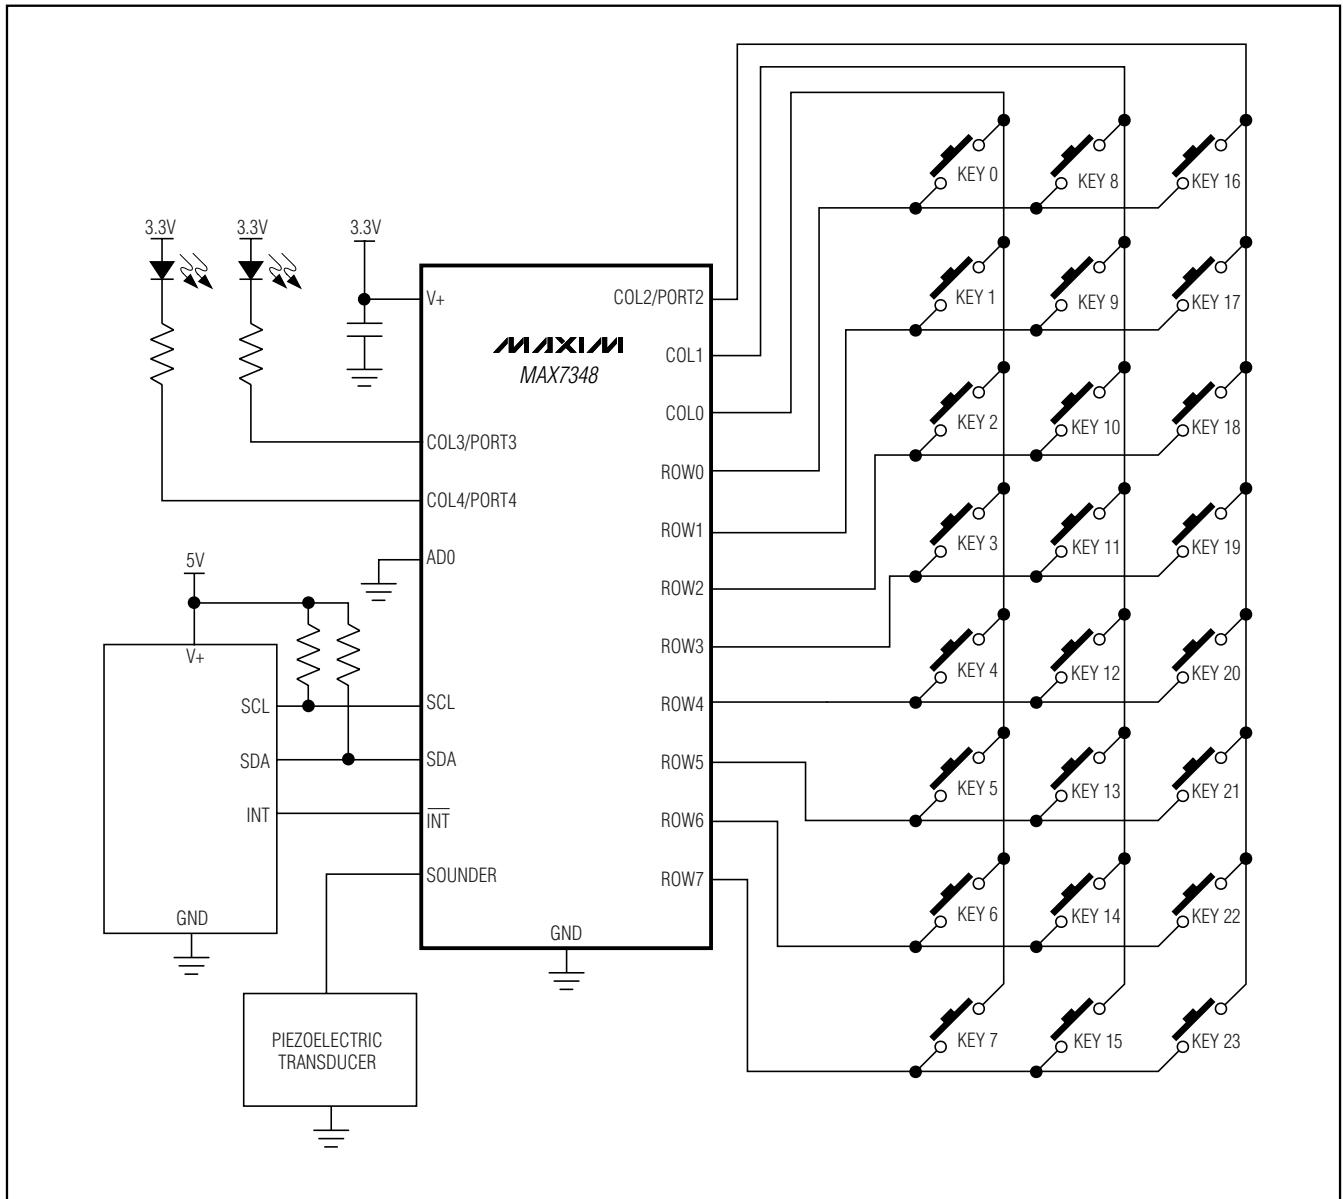 KEY 0
KEY 8
KEY 16
3.3V
3.3V
3.3V
V+
COL2/PORT2
KEY 1
KEY 9
KEY 17
MAXIM
MAX7348
COL1
COL0
KEY 2
KEY 10
KEY 18
COL3/PORT3
ROW0
COL4/PORT4
ROW1
KEY 3
KEY 11
KEY 19
5V
AD0
ROW2
V+
ROW3
KEY 4
KEY 12
KEY 20
SCL
SCL
ROW4
SDA
SDA
ROW5
KEY 5
KEY 13
KEY 21
INT
INT
ROW6
SOUNDER
ROW7
GND
GND
KEY 6
KEY 14
KEY 22
PIEZOELECTRIC
TRANSDUCER
KEY 7
KEY 15
KEY 23